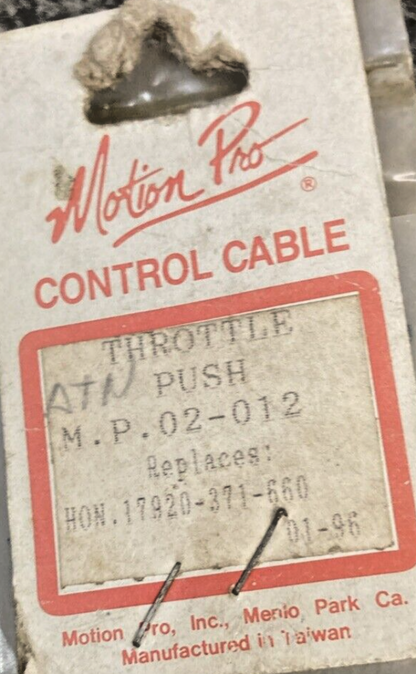 Motion Pro ®
CONTROL CABLE
THROTTLE
ATN PUSH
M.P.02-012
Replaces:
HON.17920-371-660
01-96
Motion Pro, Inc., Menlo Park Ca.
Manufactured in Taiwan